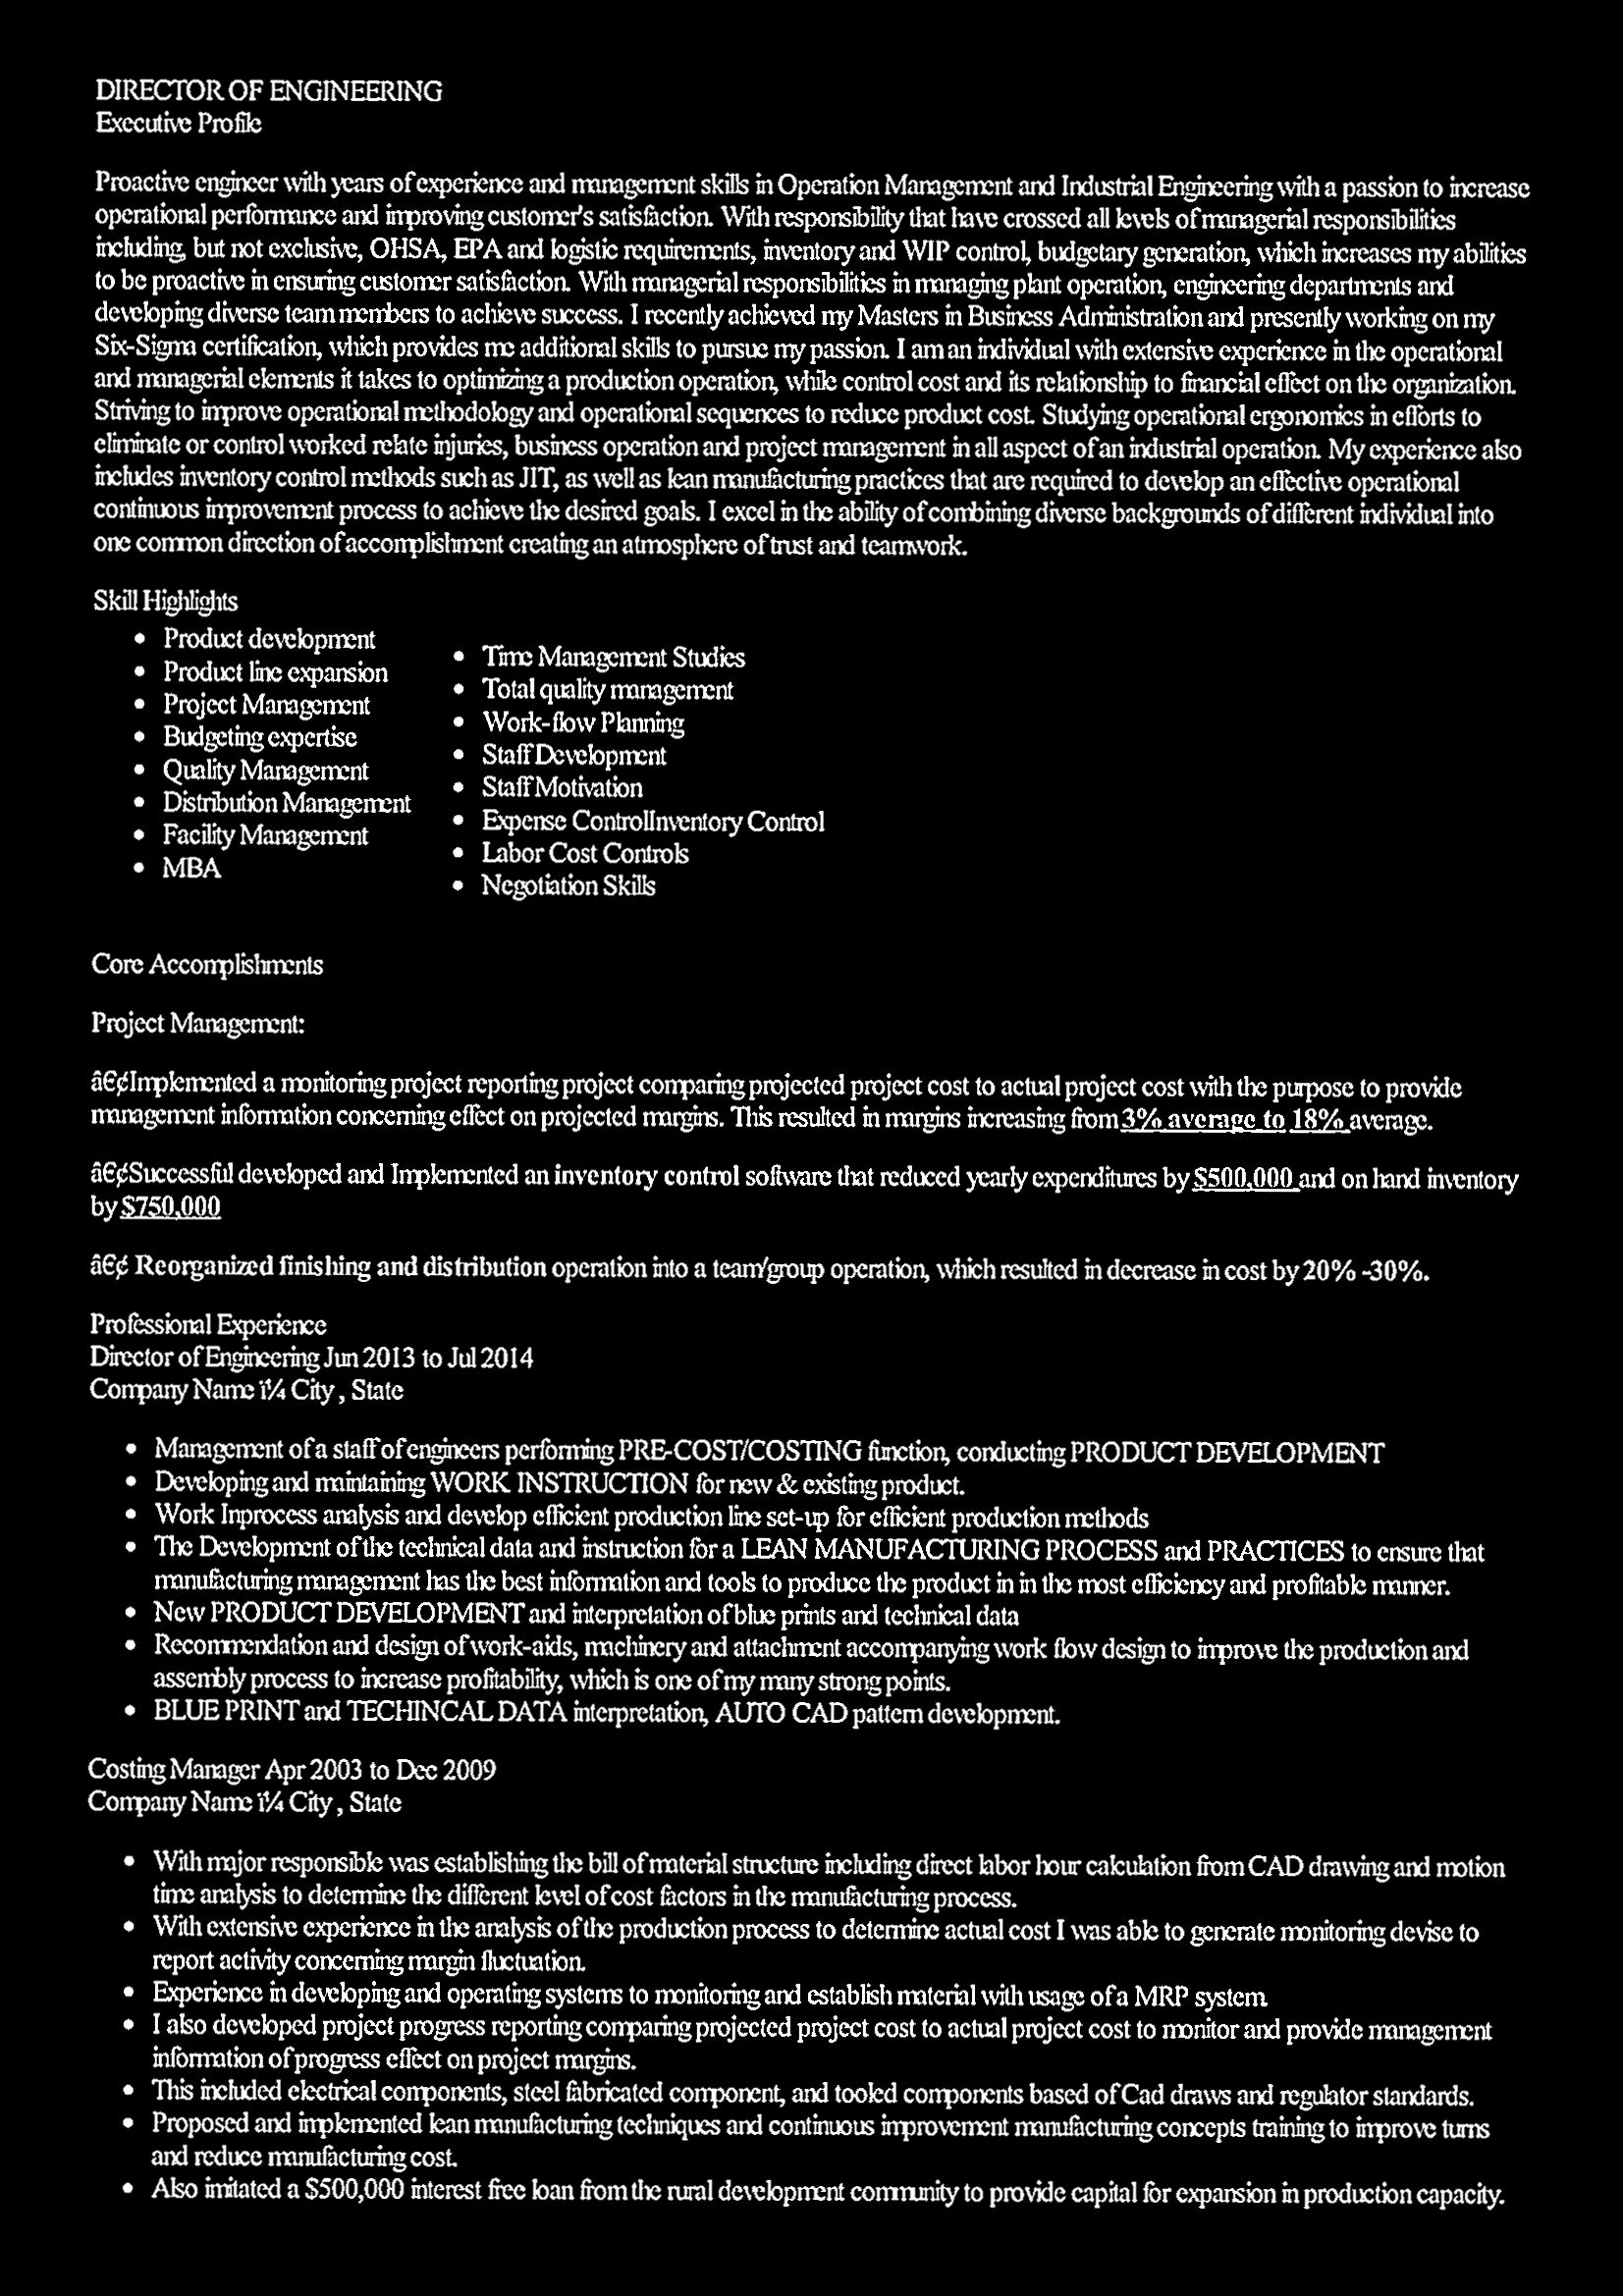 DIRECTOR OF ENGINEERING
Executive Profile
Proactive engineer with years of experience and management skills in Operation Management and Industrial Engineering with a passion to increase
operational performance and improving customer's satisfaction. With responsibility that have crossed all levels of managerial responsibilities
including, but not exclusive, OHSA, EPA and logistic requirements, inventory and WIP control, budgetary generation, which increases my abilities
to be proactive in ensuring customer satisfaction. With managerial responsibilities in managing plant operation, engineering departments and
developing diverse team members to achieve success. I recently achieved my Masters in Business Administration and presently working on my
Six-Sigma certification, which provides me additional skills to pursue my passion. I am an individual with extensive experience in the operational
and managerial elements it takes to optimizing a production operation, while control cost and its relationship to financial effect on the organization.
Striving to improve operational methodology and operational sequences to reduce product cost. Studying operational ergonomics in efforts to
eliminate or control worked relate injuries, business operation and project management in all aspect of an industrial operation. My experience also
includes inventory control methods such as JIT, as well as lean manufacturing practices that are required to develop an effective operational
continuous improvement process to achieve the desired goals. I excel in the ability of combining diverse backgrounds of different individual into
one common direction of accomplishment creating an atmosphere of trust and teamwork.
Skill Highlights
• Product development
• Product line expansion
• Project Management
• Budgeting expertise
• Quality Management
• Distribution Management
• Facility Management
• MBA
• Time Management Studies
• Total quality management
• Work-flow Planning
• Staff Development
• Staff Motivation
• Expense ControlInventory Control
• Labor Cost Controls
• Negotiation Skills
Core Accomplishments
Project Management:
â€¢Implemented a monitoring project reporting project comparing projected project cost to actual project cost with the purpose to provide
management information concerning effect on projected margins. This resulted in margins increasing from 3% average to 18% average.
â€¢Successful developed and Implemented an inventory control software that reduced yearly expenditures by $500,000 and on hand inventory
by $750,000
â€¢ Reorganized finishing and distribution operation into a team/group operation, which resulted in decrease in cost by 20% -30%.
Professional Experience
Director of Engineering Jun 2013 to Jul 2014
Company Name ï¼ City , State
• Management of a staff of engineers performing PRE-COST/COSTING function, conducting PRODUCT DEVELOPMENT
• Developing and maintaining WORK INSTRUCTION for new & existing product.
• Work Inprocess analysis and develop efficient production line set-up for efficient production methods
• The Development of the technical data and instruction for a LEAN MANUFACTURING PROCESS and PRACTICES to ensure that
manufacturing management has the best information and tools to produce the product in in the most efficiency and profitable manner.
• New PRODUCT DEVELOPMENT and interpretation of blue prints and technical data
• Recommendation and design of work-aids, machinery and attachment accompanying work flow design to improve the production and
assembly process to increase profitability, which is one of my many strong points.
• BLUE PRINT and TECHINCAL DATA interpretation, AUTO CAD pattern development.
Costing Manager Apr 2003 to Dec 2009
Company Name ï¼ City , State
• With major responsible was establishing the bill of material structure including direct labor hour calculation from CAD drawing and motion
time analysis to determine the different level of cost factors in the manufacturing process.
• With extensive experience in the analysis of the production process to determine actual cost I was able to generate monitoring devise to
report activity concerning margin fluctuation.
• Experience in developing and operating systems to monitoring and establish material with usage of a MRP system.
• I also developed project progress reporting comparing projected project cost to actual project cost to monitor and provide management
information of progress effect on project margins.
• This included electrical components, steel fabricated component, and tooled components based of Cad draws and regulator standards.
• Proposed and implemented lean manufacturing techniques and continuous improvement manufacturing concepts training to improve turns
and reduce manufacturing cost.
• Also imitated a $500,000 interest free loan from the rural development community to provide capital for expansion in production capacity.